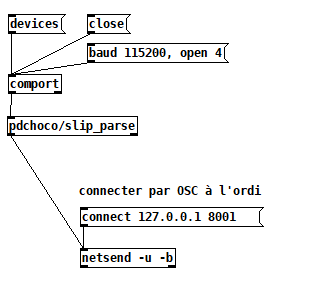 devices
close
baud 115200, open 4
comport
pdchoco/slip_parse
connecter par OSC à l'ordi
connect 127.0.0.1 8001
netsend -u -b